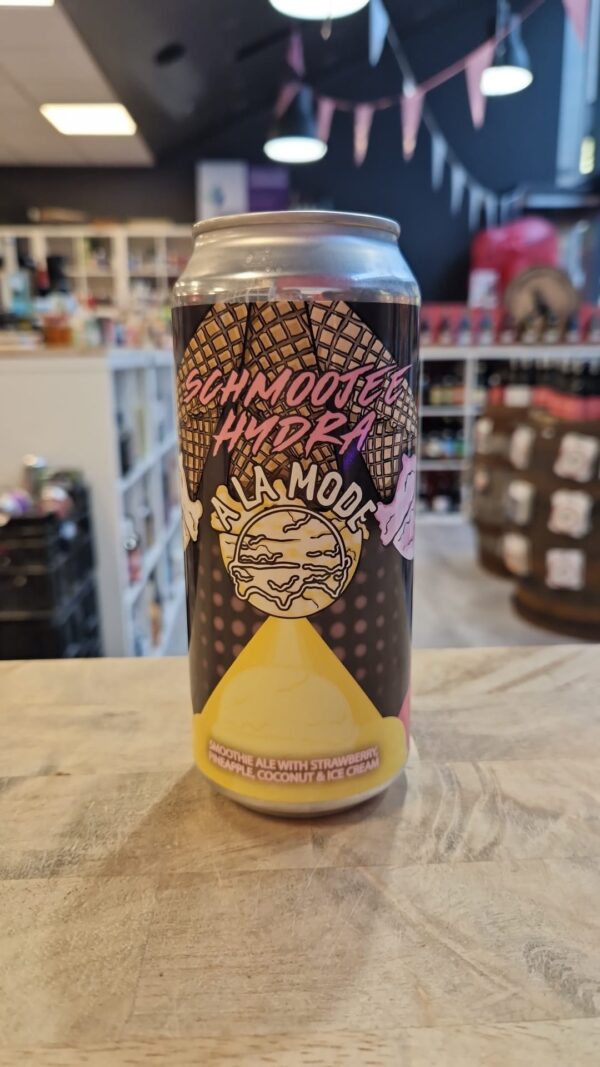 SCHMOOJEE
HYDRA
A LA MODE
SMOOTHIE ALE WITH STRAWBERRY,
PINEAPPLE, COCONUT & ICE CREAM